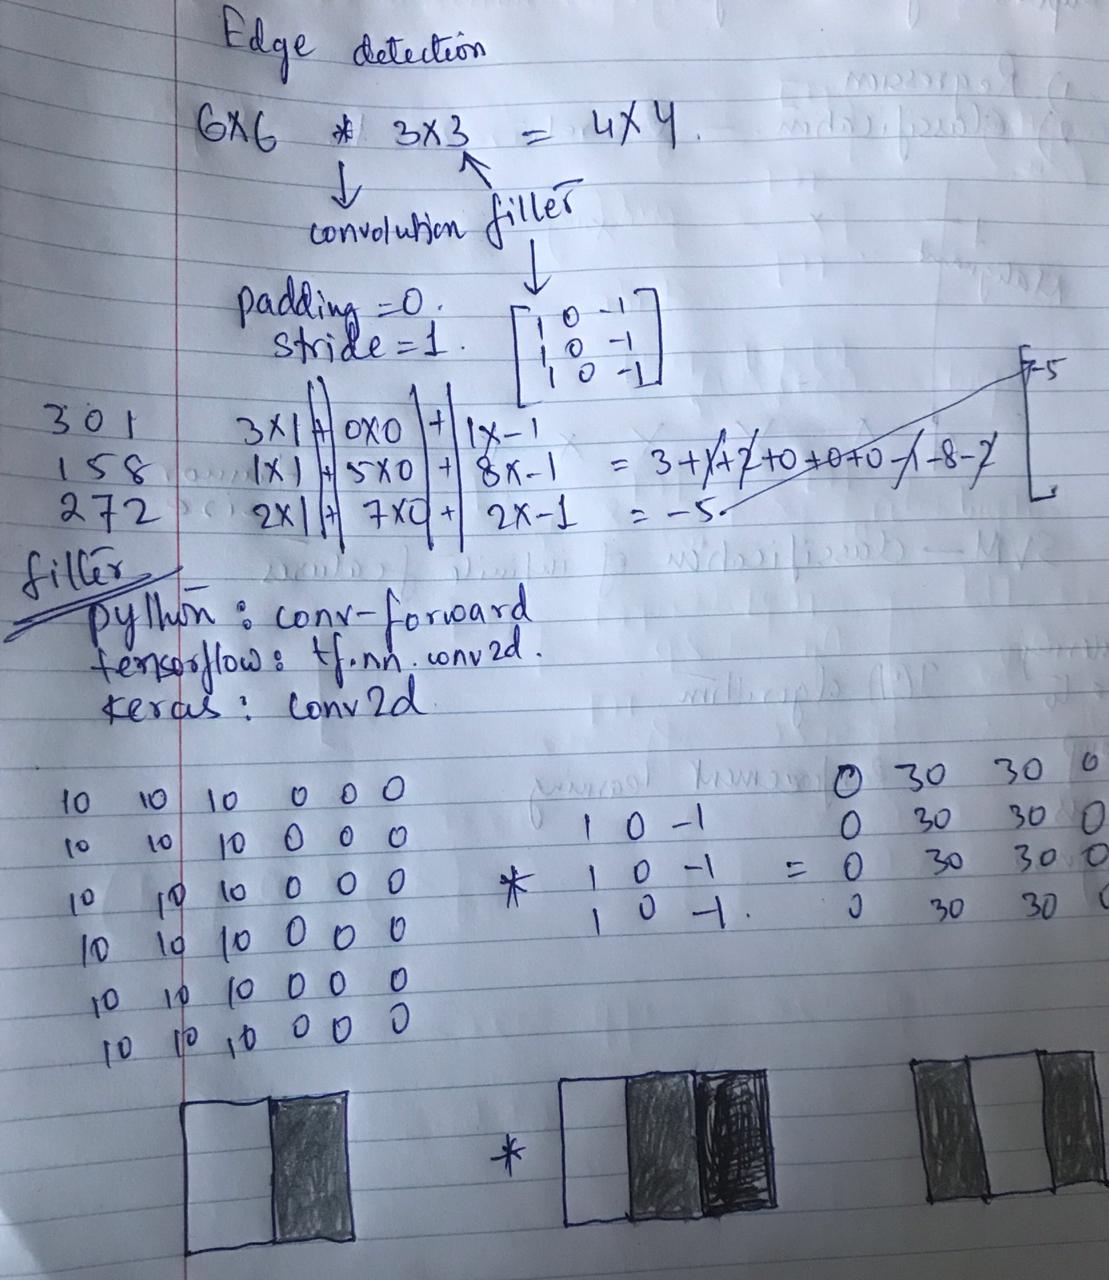 Edge detection
6x6 * 3x3 = 4x4.
convolution filter
padding = 0.
stride = 1.
1 0 -1
1 0 -1
1 0 -1
-5
3 0 1 3x1 + 0x0 + 1x-1
1 5 8 1x1 + 5x0 + 8x-1 = 3+1+2+0+0+0-1-8-2
2 7 2 2x1 + 7x0 + 2x-1 = -5
filter
python : conv-forward
tensorflow : tf.nn.conv2d.
keras : conv2d
10 10 10 0 0 0
10 10 10 0 0 0
10 10 10 0 0 0
10 10 10 0 0 0
10 10 10 0 0 0
10 10 10 0 0 0
*
1 0 -1
1 0 -1
1 0 -1.
=
0 30 30 0
0 30 30 0
0 30 30 0
0 30 30 0
*